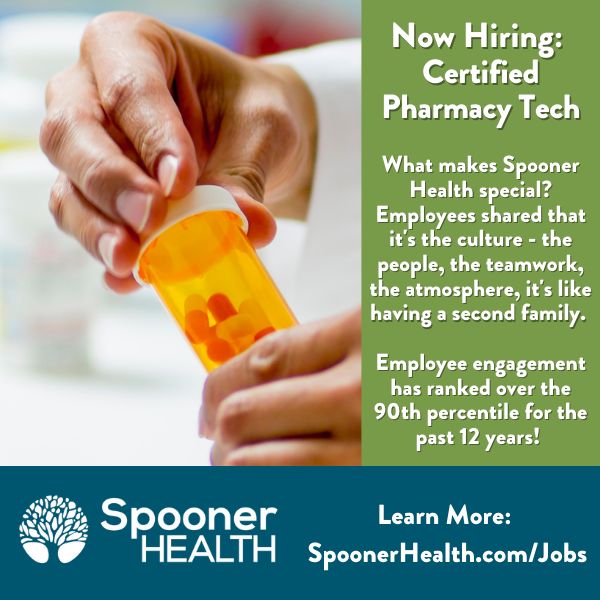 Now Hiring:
Certified
Pharmacy Tech
What makes Spooner
Health special?
Employees shared that
it's the culture - the
people, the teamwork,
the atmosphere, it's like
having a second family.
Employee engagement
has ranked over the
90th percentile for the
past 12 years!
Spooner
HEALTH
Learn More:
SpoonerHealth.com/Jobs